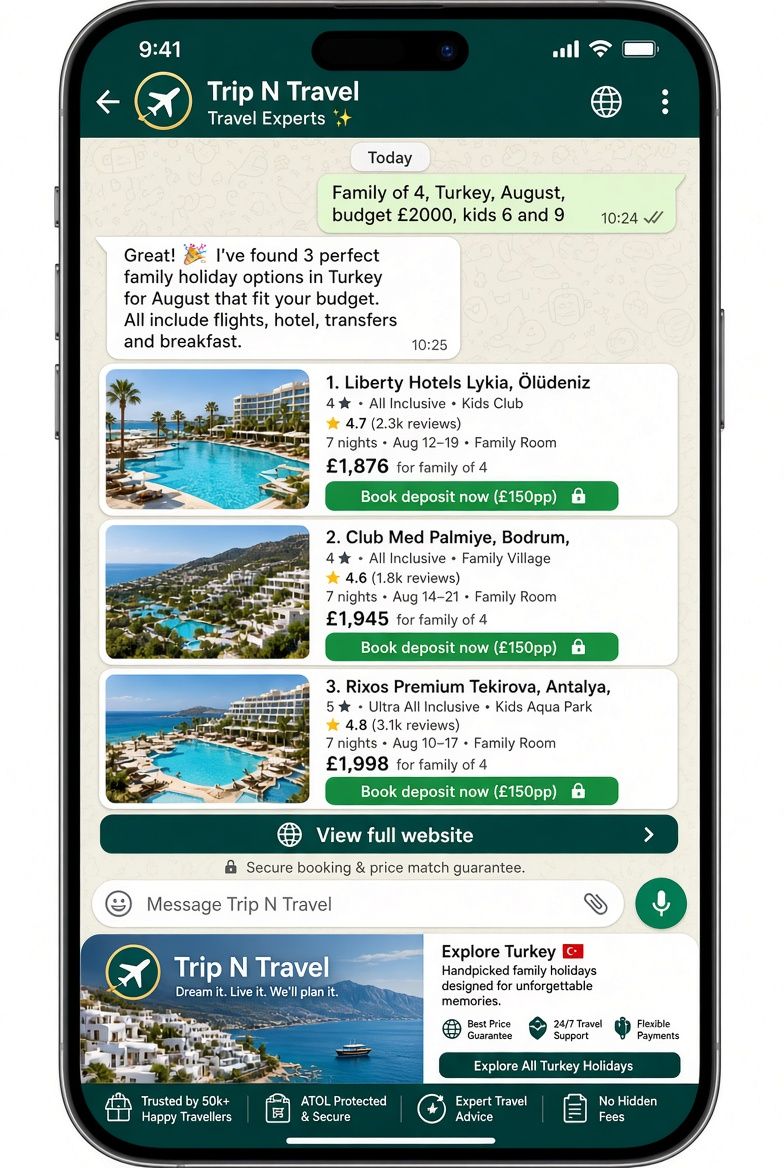 9:41
Trip N Travel
Travel Experts ✨
Today
Family of 4, Turkey, August,
budget £2000, kids 6 and 9
10:24
Great! 🎉 I've found 3 perfect
family holiday options in Turkey
for August that fit your budget.
All include flights, hotel, transfers
and breakfast.
10:25
1. Liberty Hotels Lykia, Ölüdeniz
4 ★ • All Inclusive • Kids Club
⭐ 4.7 (2.3k reviews)
7 nights • Aug 12–19 • Family Room
£1,876 for family of 4
Book deposit now (£150pp) 🔒
2. Club Med Palmiye, Bodrum,
4 ★ • All Inclusive • Family Village
⭐ 4.6 (1.8k reviews)
7 nights • Aug 14–21 • Family Room
£1,945 for family of 4
Book deposit now (£150pp) 🔒
3. Rixos Premium Tekirova, Antalya,
5 ★ • Ultra All Inclusive • Kids Aqua Park
⭐ 4.8 (3.1k reviews)
7 nights • Aug 10–17 • Family Room
£1,998 for family of 4
Book deposit now (£150pp) 🔒
View full website
Secure booking & price match guarantee.
Message Trip N Travel
Trip N Travel
Dream it. Live it. We'll plan it.
Explore Turkey 🇹🇷
Handpicked family holidays
designed for unforgettable
memories.
Best Price
Guarantee
24/7 Travel
Support
Flexible
Payments
Explore All Turkey Holidays
Trusted by 50k+
Happy Travellers
ATOL Protected
& Secure
Expert Travel
Advice
No Hidden
Fees